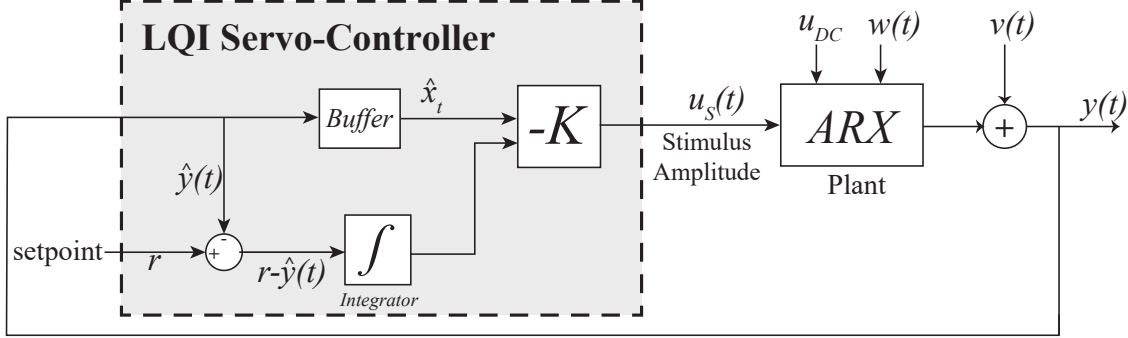 LQI Servo-Controller
u_DC
w(t)
v(t)
Buffer
x̂_t
-K
u_S(t)
Stimulus
Amplitude
ARX
Plant
+
y(t)
ŷ(t)
setpoint
r
+
-
r-ŷ(t)
∫
Integrator